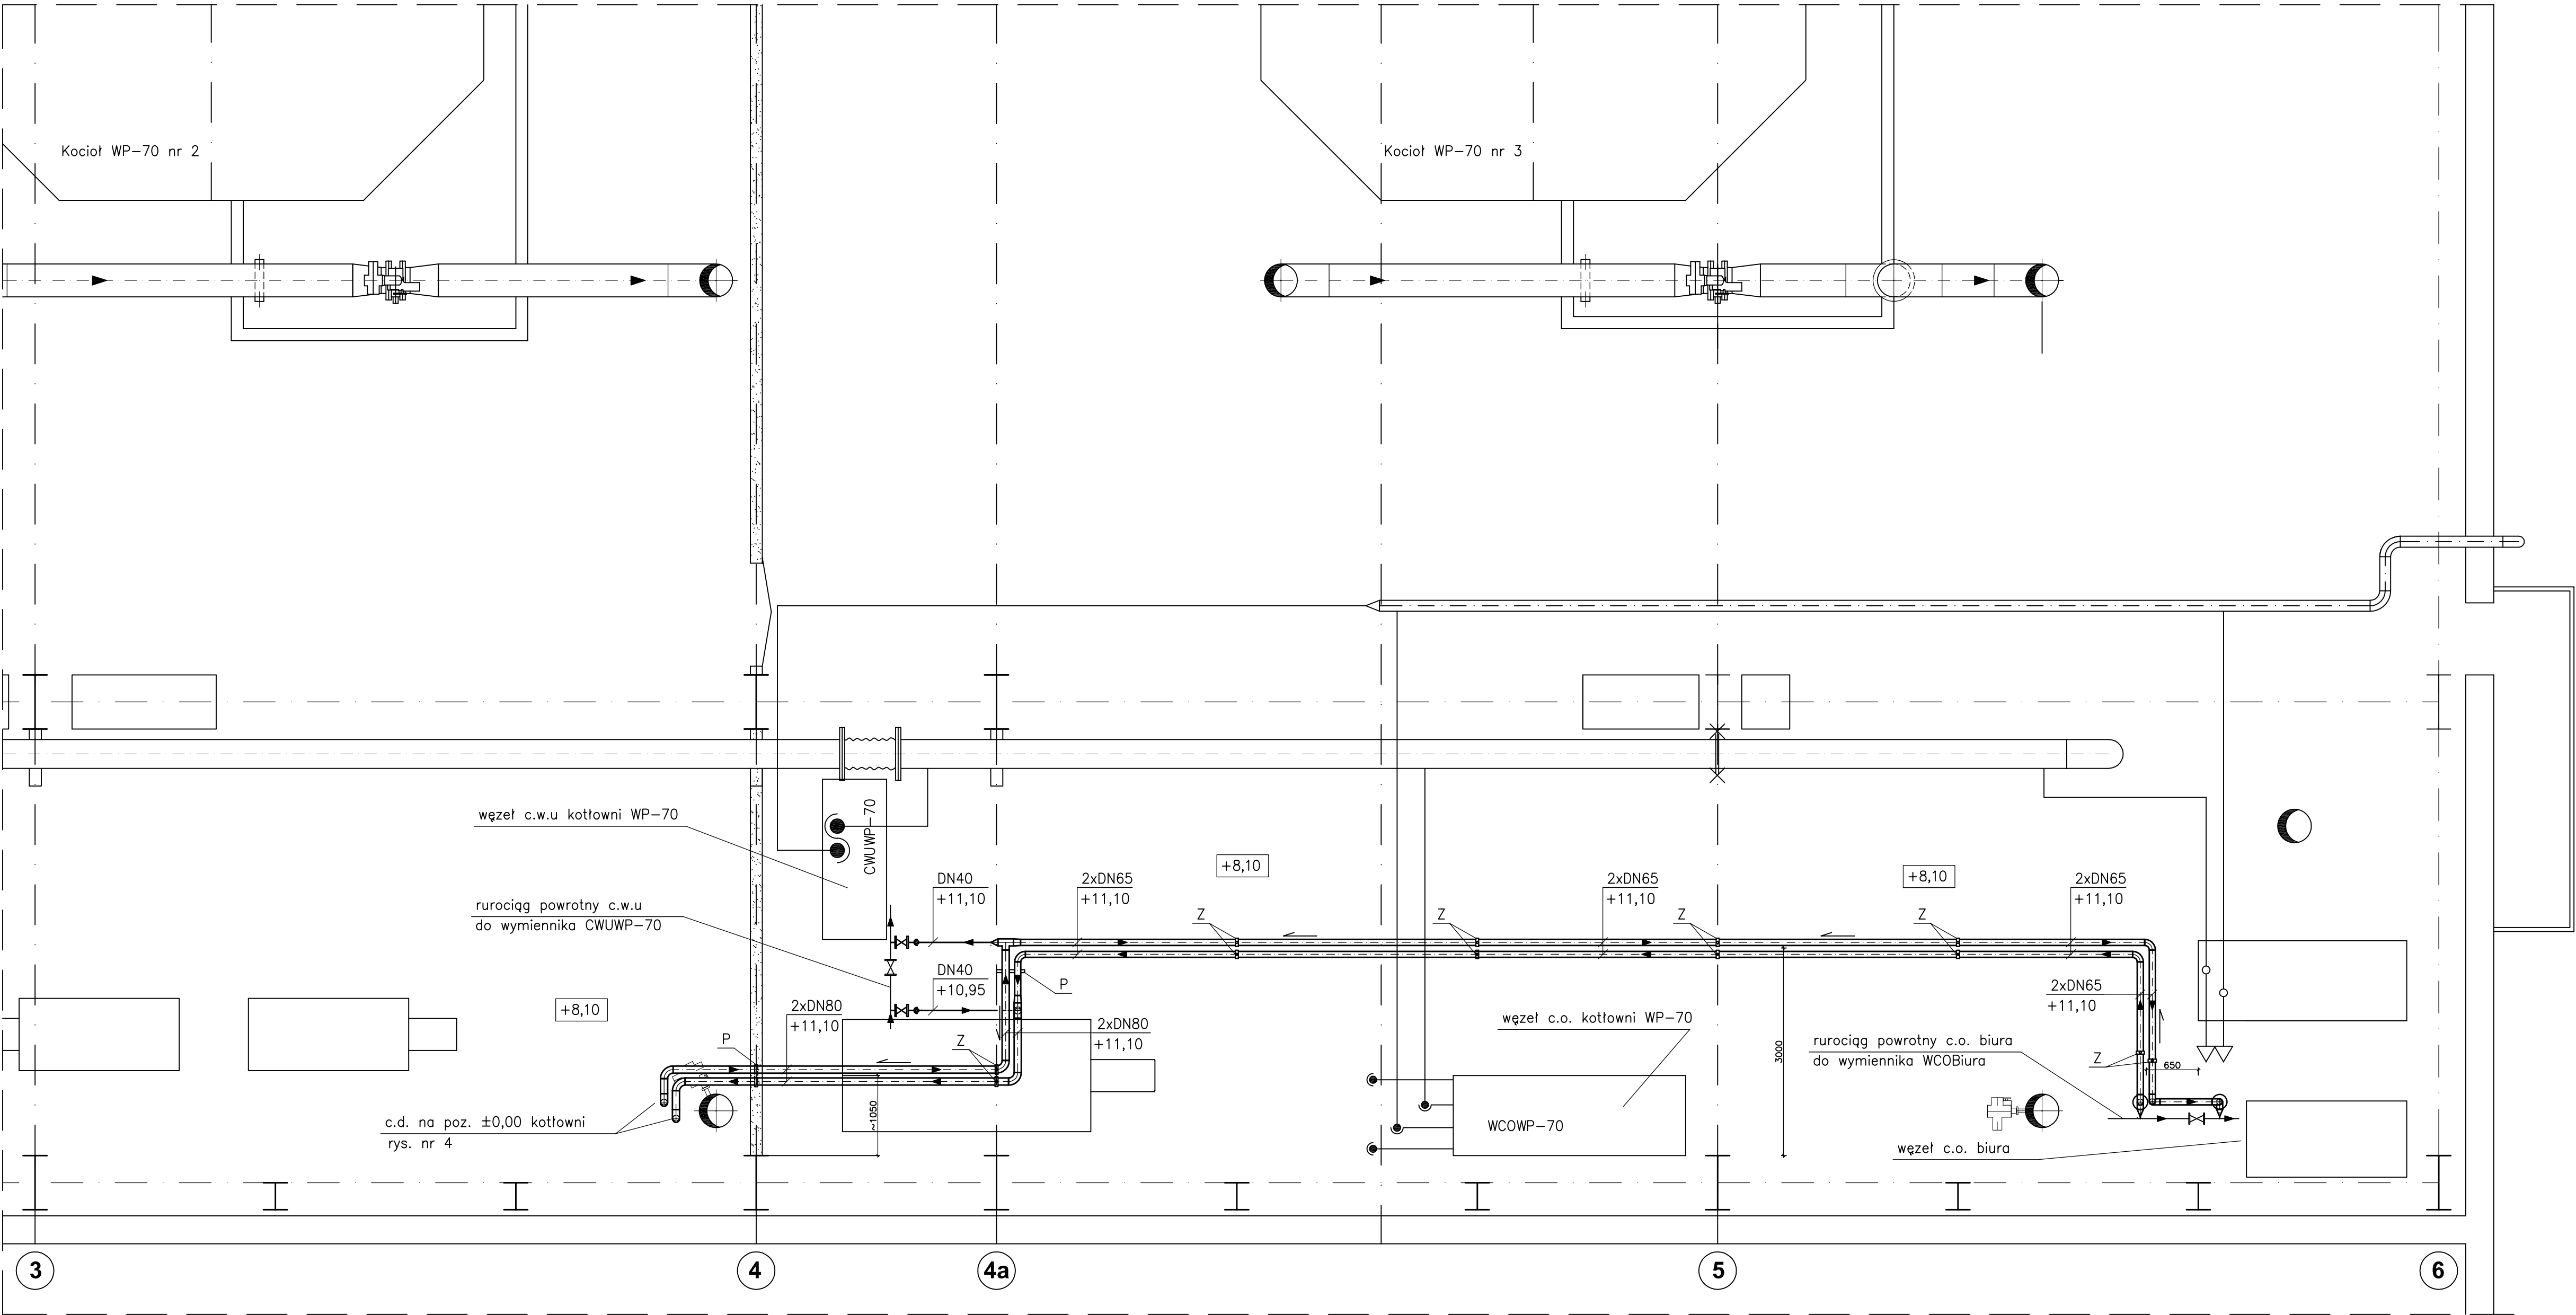 Kocioł WP-70 nr 2
Kocioł WP-70 nr 3
węzeł c.w.u kotłowni WP-70
CWUWP-70
+8,10
+8,10
DN40
+11,10
2xDN65
+11,10
2xDN65
+11,10
2xDN65
+11,10
rurociąg powrotny c.w.u
do wymiennika CWUWP-70
Z
Z
Z
Z
DN40
+10,95
P
2xDN65
+11,10
+8,10
2xDN80
+11,10
2xDN80
+11,10
węzeł c.o. kotłowni WP-70
P
Z
3000
rurociąg powrotny c.o. biura
do wymiennika WCOBiura
Z
650
c.d. na poz. ±0,00 kotłowni
rys. nr 4
~1050
WCOWP-70
węzeł c.o. biura
3
4
4a
5
6